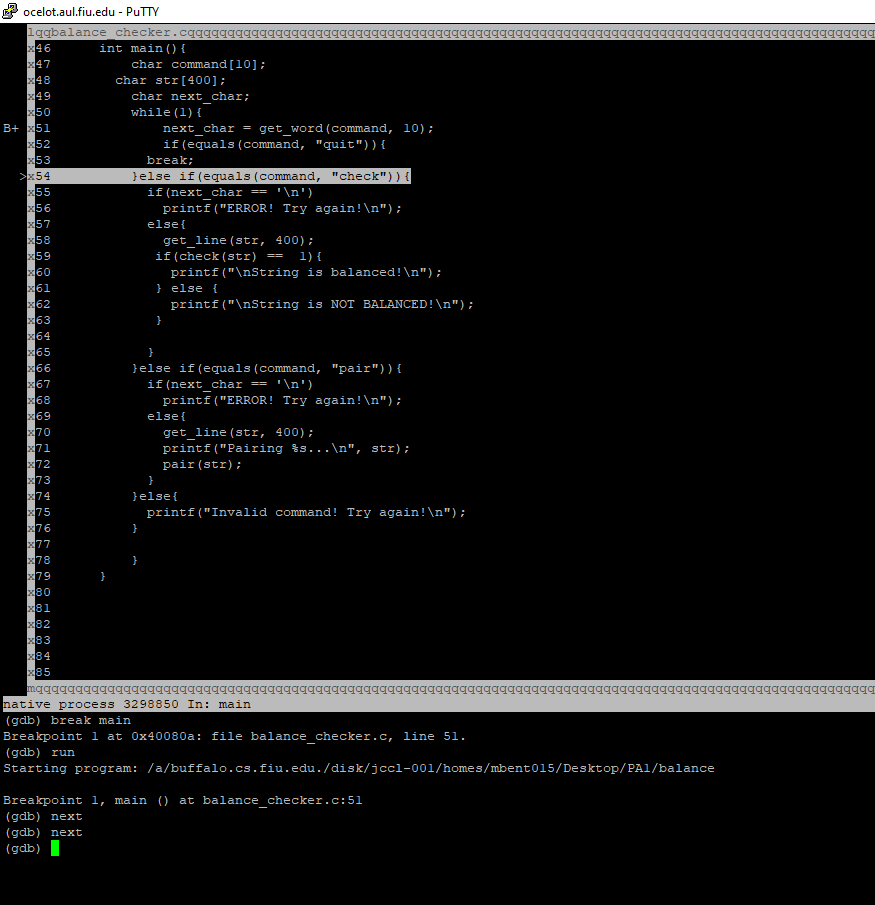 ocelot.aul.fiu.edu - PuTTY
lqqbalance_checker.cqqqqqqqqqqqqqqqqqqqqqqqqqqqqqqqqqqqqqqqqqqqqqqqqqqqqqqqqqqqqqqqqqqqqqqqqqqqqqqqqqqqqqq
x46      int main(){
x47          char command[10];
x48        char str[400];
x49          char next_char;
x50          while(1){
B+ x51              next_char = get_word(command, 10);
x52              if(equals(command, "quit")){
x53            break;
>x54          }else if(equals(command, "check")){
x55            if(next_char == '\n')
x56              printf("ERROR! Try again!\n");
x57            else{
x58              get_line(str, 400);
x59             if(check(str) ==  1){
x60               printf("\nString is balanced!\n");
x61             } else {
x62               printf("\nString is NOT BALANCED!\n");
x63             }
x64
x65            }
x66          }else if(equals(command, "pair")){
x67            if(next_char == '\n')
x68              printf("ERROR! Try again!\n");
x69            else{
x70              get_line(str, 400);
x71              printf("Pairing %s...\n", str);
x72              pair(str);
x73            }
x74          }else{
x75            printf("Invalid command! Try again!\n");
x76          }
x77
x78          }
x79      }
x80
x81
x82
x83
x84
x85
mqqqqqqqqqqqqqqqqqqqqqqqqqqqqqqqqqqqqqqqqqqqqqqqqqqqqqqqqqqqqqqqqqqqqqqqqqqqqqqqqqqqqqqqqqqqqqqqqqqqqqqqqq
native process 3298850 In: main
(gdb) break main
Breakpoint 1 at 0x40080a: file balance_checker.c, line 51.
(gdb) run
Starting program: /a/buffalo.cs.fiu.edu./disk/jccl-001/homes/mbent015/Desktop/PA1/balance
Breakpoint 1, main () at balance_checker.c:51
(gdb) next
(gdb) next
(gdb)